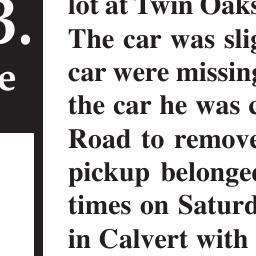 3.
e
lot at Twin Oaks
The car was slig
car were missing
the car he was c
Road to remove
pickup belonged
times on Saturd
in Calvert with